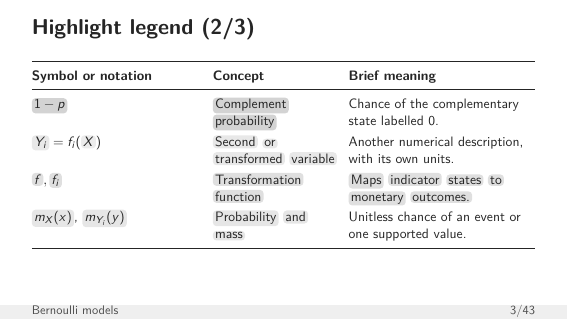 Highlight legend (2/3)
Symbol or notation Concept Brief meaning
1 − p Complement probability Chance of the complementary state labelled 0.
Yᵢ = fᵢ(X) Second or transformed variable Another numerical description, with its own units.
f, fᵢ Transformation function Maps indicator states to monetary outcomes.
m_X(x), m_{Yᵢ}(y) Probability and mass Unitless chance of an event or one supported value.
Bernoulli models 3/43